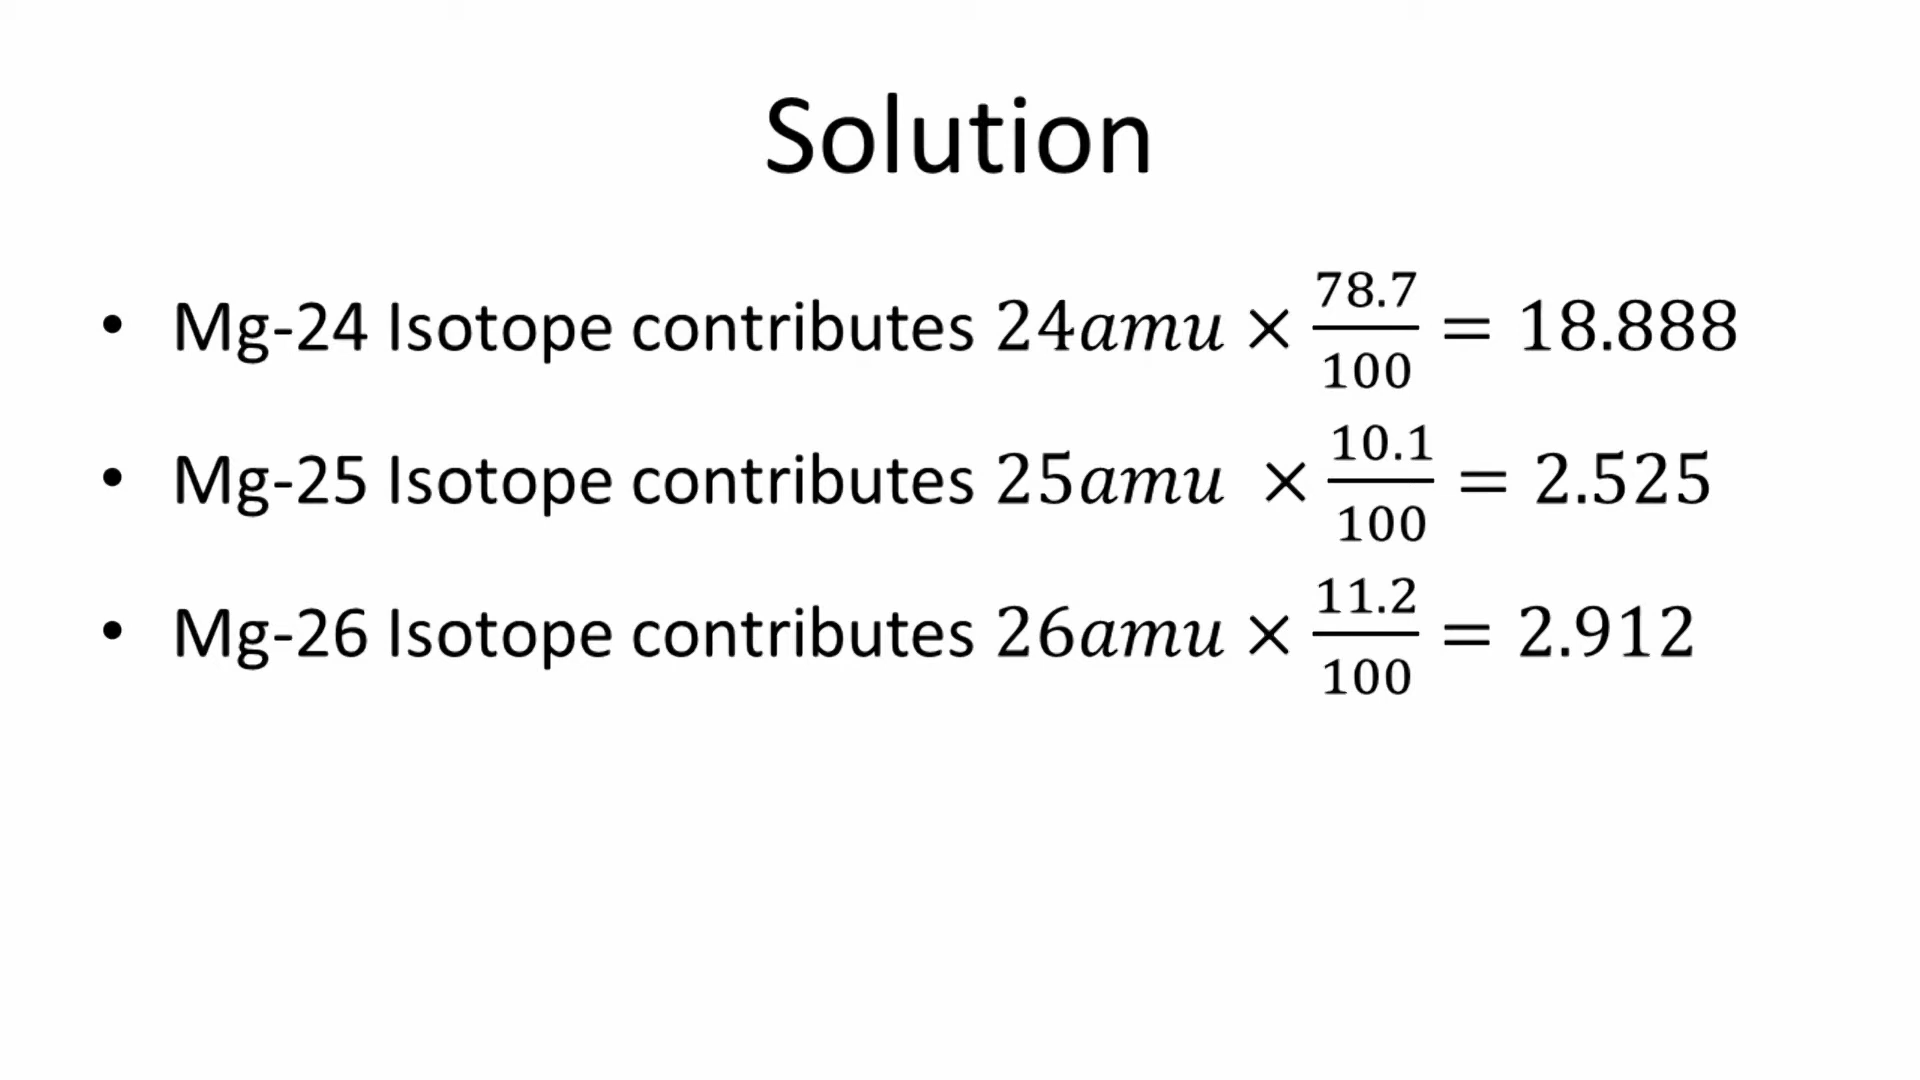 Solution
• Mg-24 Isotope contributes 24amu × 78.7/100 = 18.888
• Mg-25 Isotope contributes 25amu × 10.1/100 = 2.525
• Mg-26 Isotope contributes 26amu × 11.2/100 = 2.912